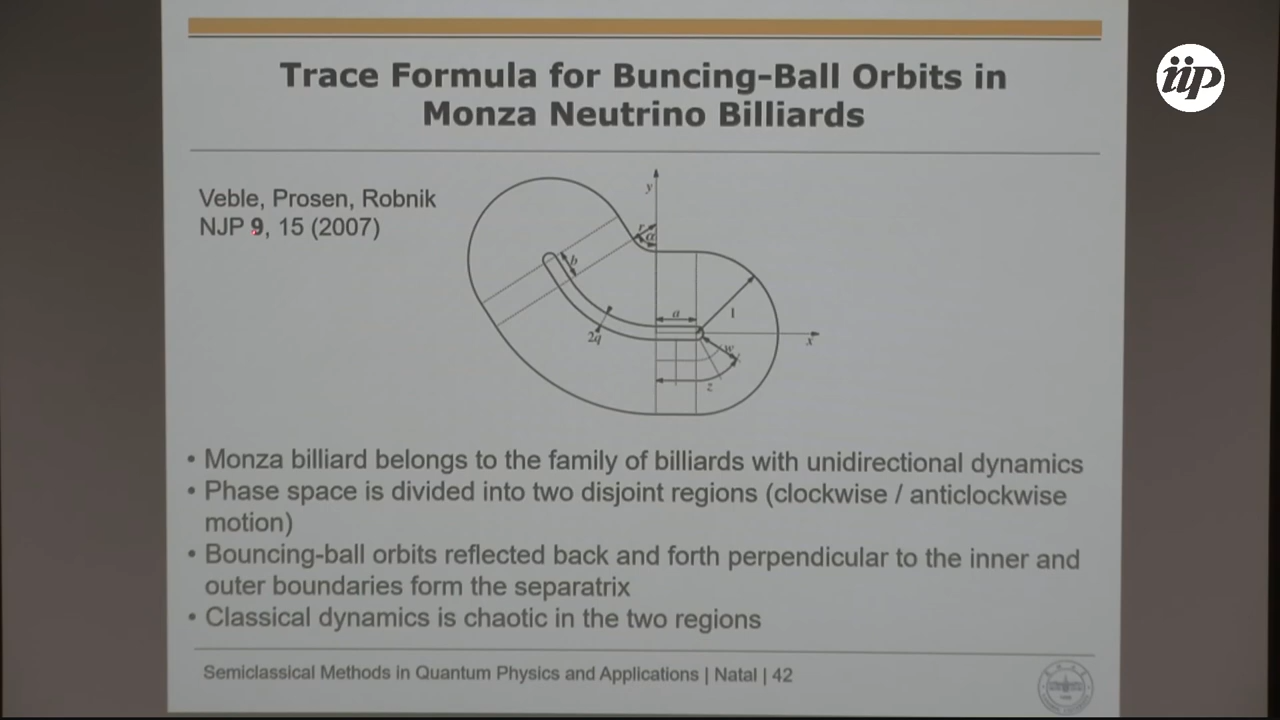 iip
Trace Formula for Buncing-Ball Orbits in
Monza Neutrino Billiards
Veble, Prosen, Robnik
NJP 9, 15 (2007)
y
r
α
b
a
1
x
2q
w
z
• Monza billiard belongs to the family of billiards with unidirectional dynamics
• Phase space is divided into two disjoint regions (clockwise / anticlockwise
motion)
• Bouncing-ball orbits reflected back and forth perpendicular to the inner and
outer boundaries form the separatrix
• Classical dynamics is chaotic in the two regions
Semiclassical Methods in Quantum Physics and Applications | Natal | 42